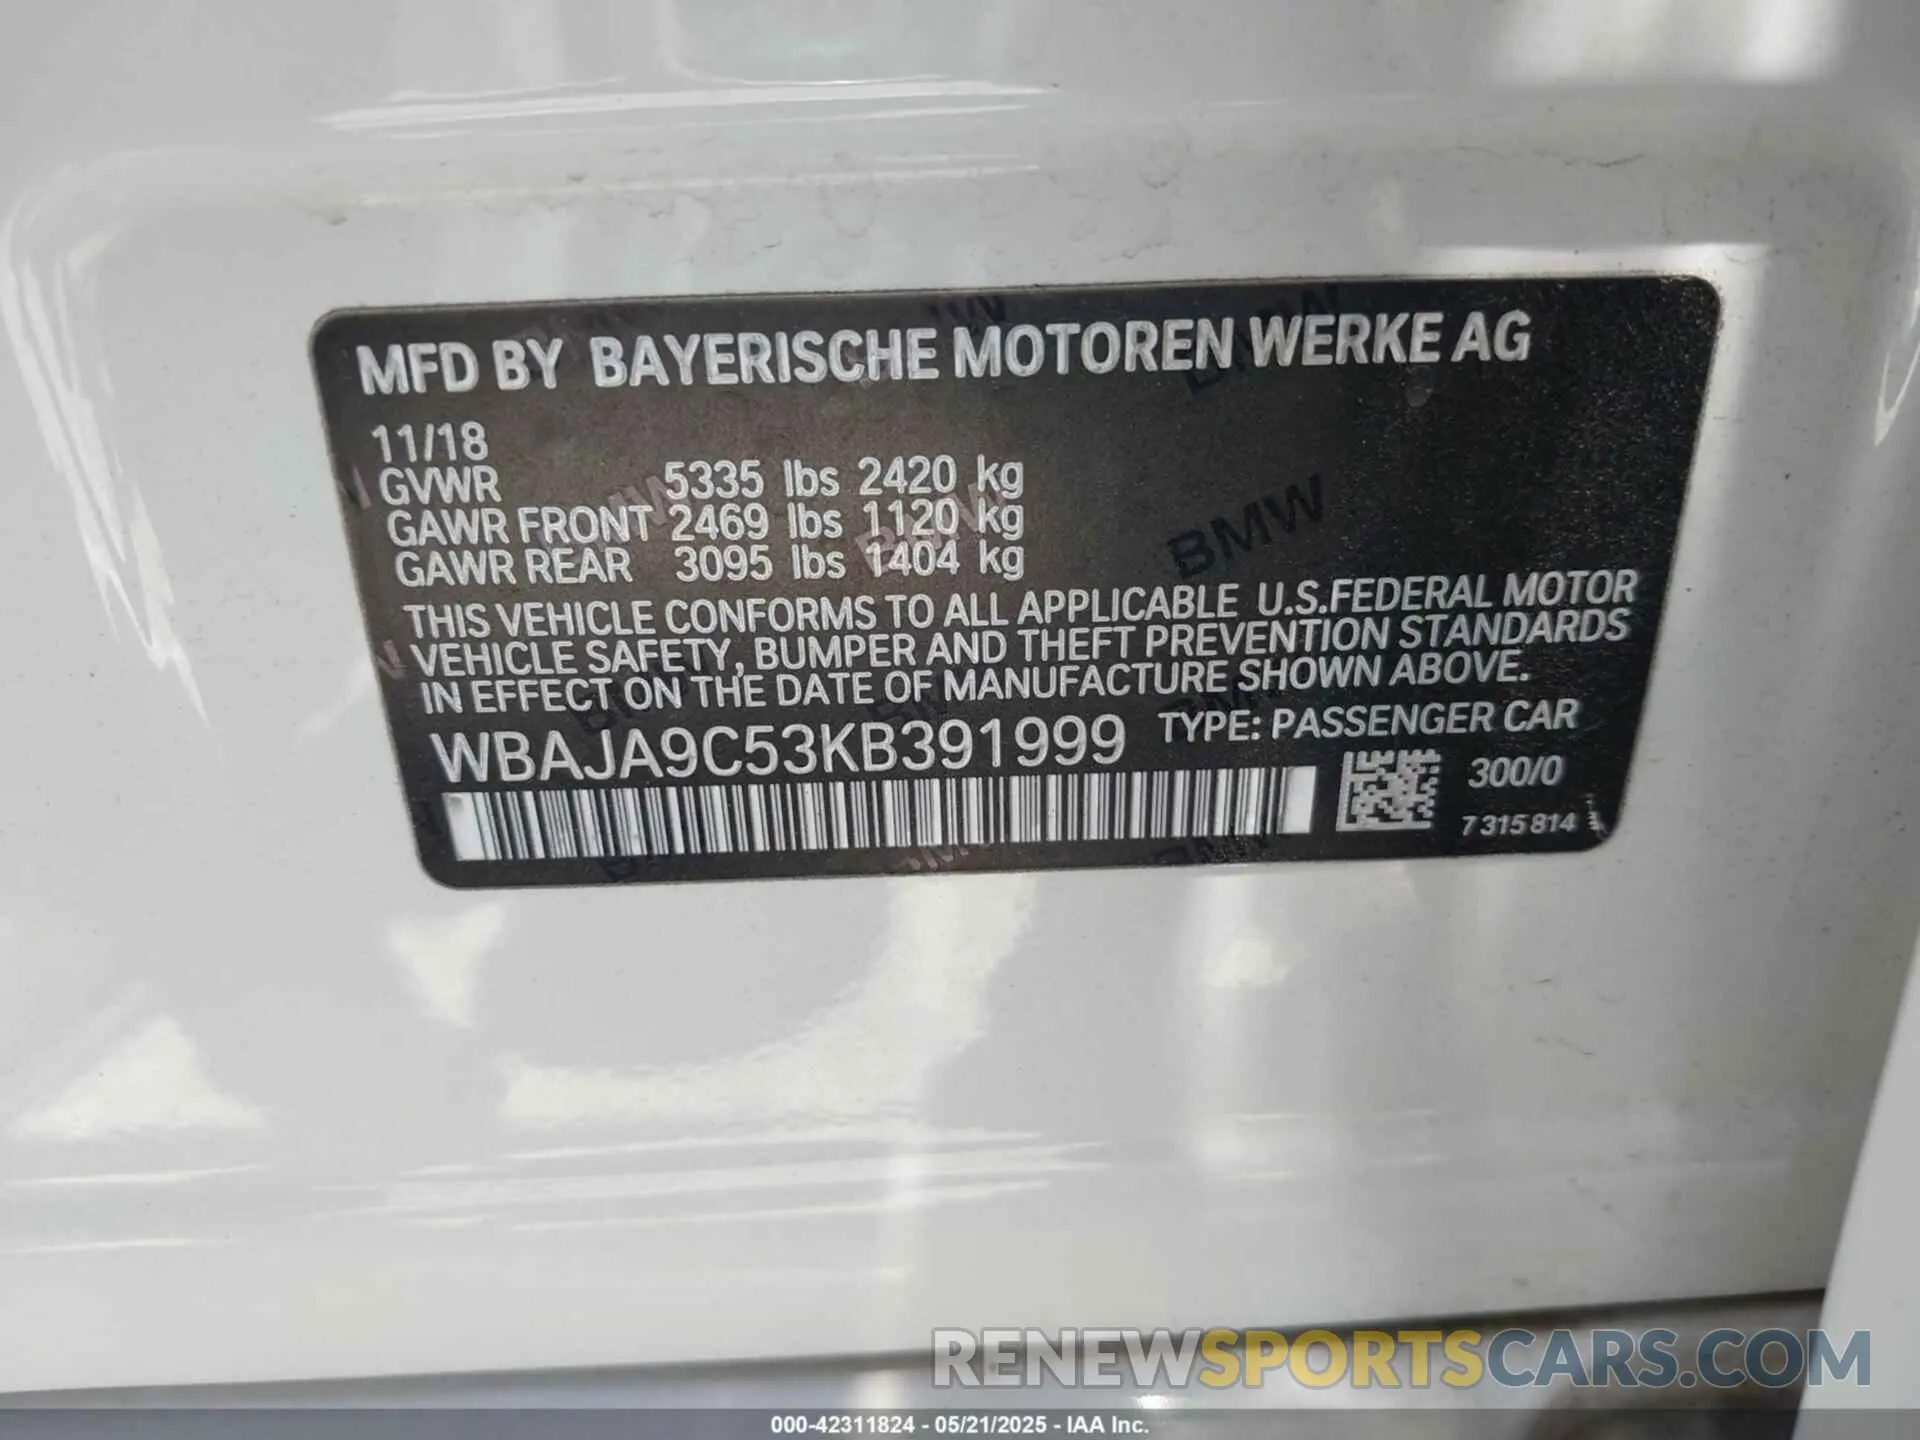 MFD BY BAYERISCHE MOTOREN WERKE AG
11/18
GVWR 5335 lbs 2420 kg
GAWR FRONT 2469 lbs 1120 kg
GAWR REAR 3095 lbs 1404 kg
THIS VEHICLE CONFORMS TO ALL APPLICABLE U.S.FEDERAL MOTOR
VEHICLE SAFETY, BUMPER AND THEFT PREVENTION STANDARDS
IN EFFECT ON THE DATE OF MANUFACTURE SHOWN ABOVE.
WBAJA9C53KB391999 TYPE: PASSENGER CAR
300/0
7 315 814
BMW
RENEWSPORTSCARS.COM
000-42311824 - 05/21/2025 - IAA Inc.